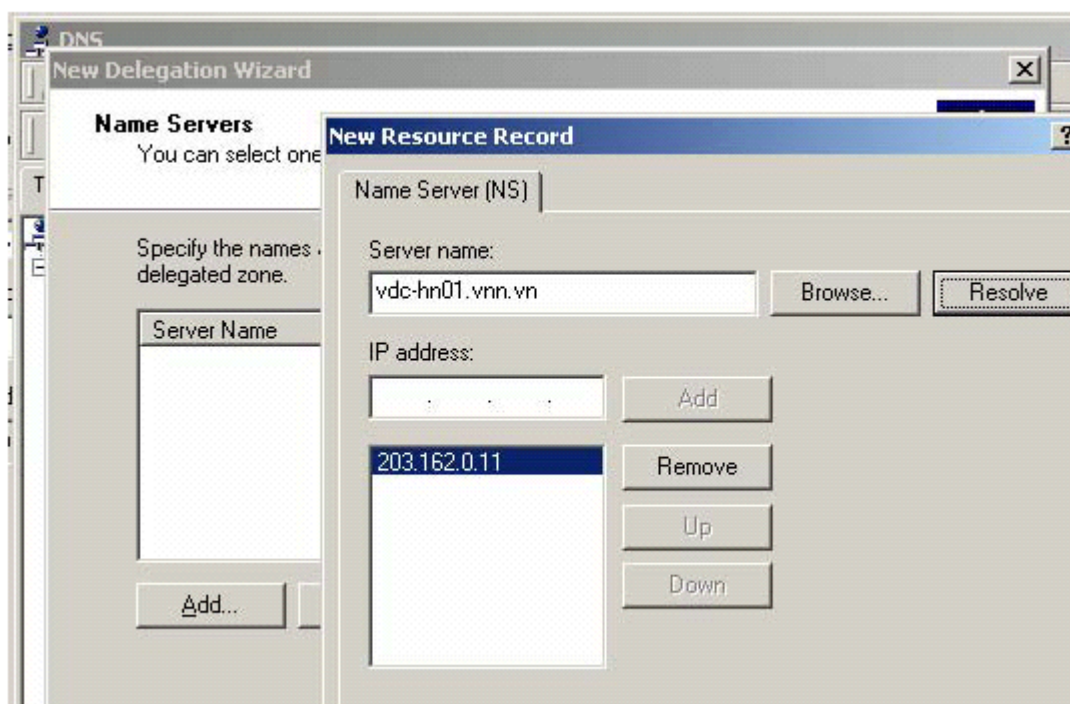 DNS
New Delegation Wizard
Name Servers
You can select one
New Resource Record
?
Name Server (NS)
T
Specify the names
delegated zone.
Server Name
Add...
Server name:
vdc-hn01.vnn.vn
Browse...
Resolve
IP address:
. . .
Add
203.162.0.11
Remove
Up
Down